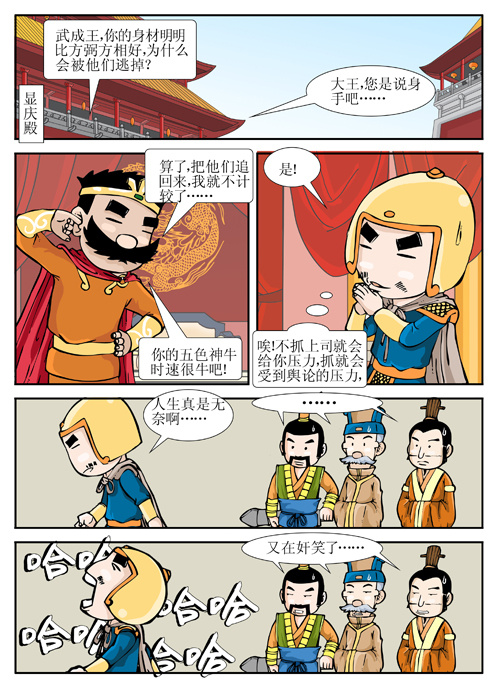 武成王,你的身材明明
比方弼方相好,为什么
会被他们逃掉?
大王,您是说身
手吧……
显庆殿
算了,把他们追
回来,我就不计
较了……
你的五色神牛
时速很牛吧!
是!
唉!不抓上司就会
给你压力,抓就会
受到舆论的压力,
人生真是无
奈啊……
……
哈哈
哈哈
哈哈
哈哈
又在奸笑了……